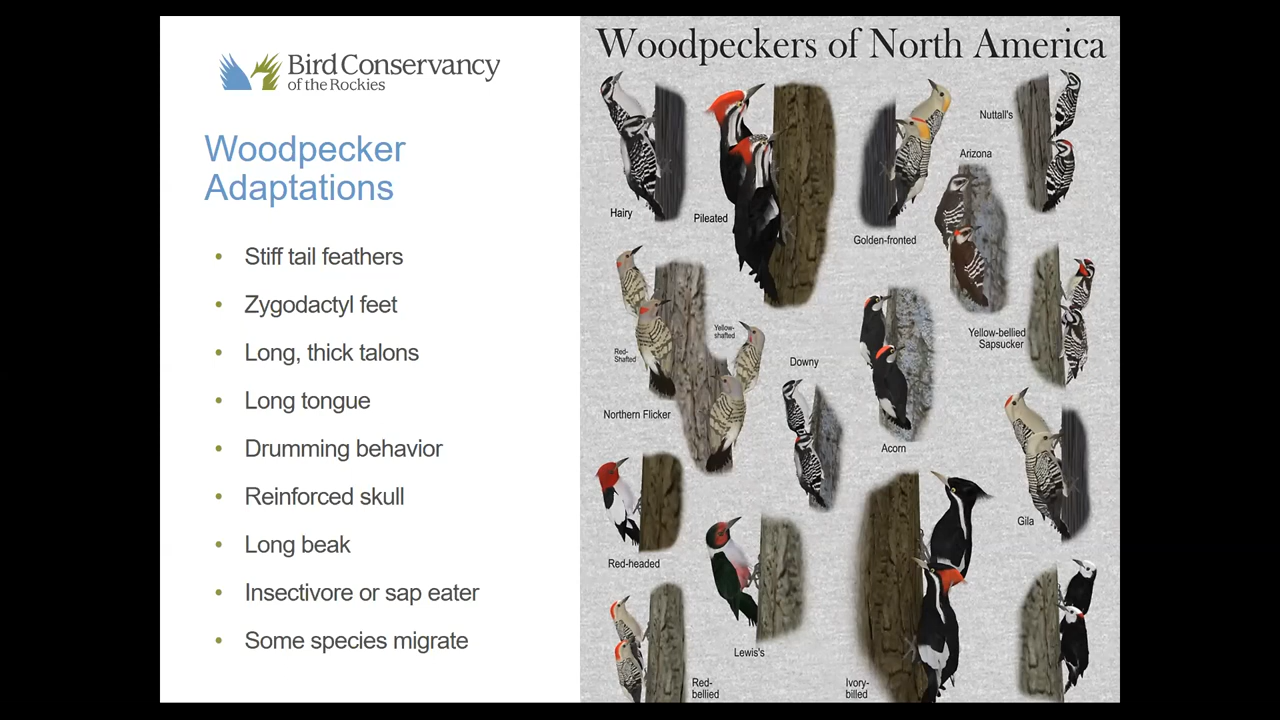 Bird Conservancy
of the Rockies
Woodpecker
Adaptations
• Stiff tail feathers
• Zygodactyl feet
• Long, thick talons
• Long tongue
• Drumming behavior
• Reinforced skull
• Long beak
• Insectivore or sap eater
• Some species migrate
Woodpeckers of North America
Hairy
Pileated
Golden-fronted
Nuttall's
Arizona
Red-
Shafted
Yellow-
shafted
Northern Flicker
Downy
Acorn
Yellow-bellied
Sapsucker
Gila
Red-headed
Lewis's
Red-
bellied
Ivory-
billed